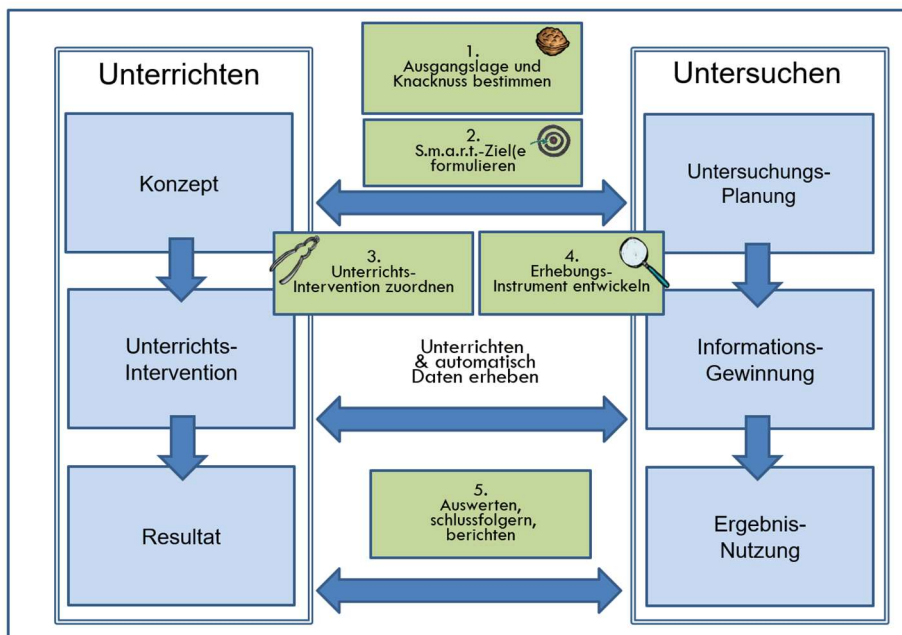 Unterrichten
Konzept
Unterrichts-
Intervention
Resultat
1.
Ausgangslage und
Knacknuss bestimmen
2.
S.m.a.r.t.-Ziel(e
formulieren
3.
Unterrichts-
Intervention zuordnen
4.
Erhebungs-
Instrument entwickeln
Unterrichten
& automatisch
Daten erheben
5.
Auswerten,
schlussfolgern,
berichten
Untersuchen
Untersuchungs-
Planung
Informations-
Gewinnung
Ergebnis-
Nutzung